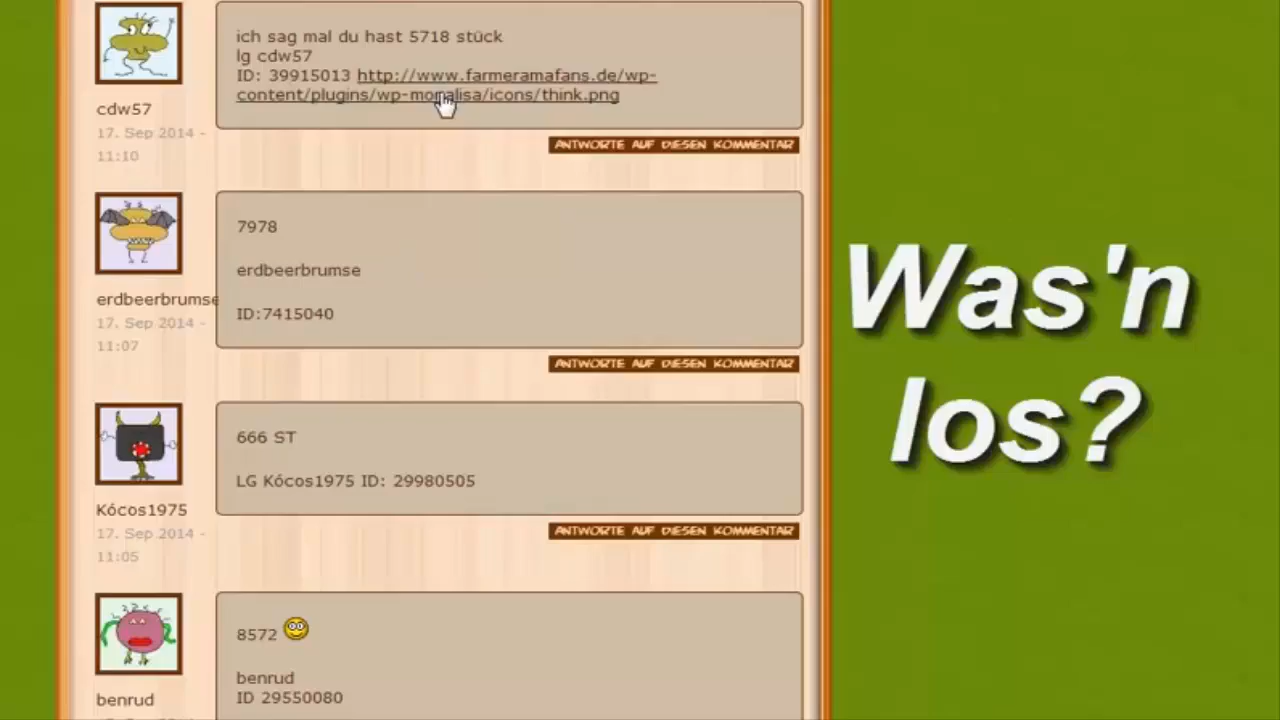 ich sag mal du hast 5718 stück
lg cdw57
ID: 39915013 http://www.farmeramafans.de/wp-
content/plugins/wp-monalisa/icons/think.png
cdw57
17. Sep 2014 -
11:10
ANTWORTE AUF DIESEN KOMMENTAR
7978
erdbeerbrumse
ID:7415040
erdbeerbrumse
17. Sep 2014 -
11:07
ANTWORTE AUF DIESEN KOMMENTAR
666 ST
LG Kócos1975 ID: 29980505
Kócos1975
17. Sep 2014 -
11:05
ANTWORTE AUF DIESEN KOMMENTAR
8572
benrud
ID 29550080
benrud
Was'n
los?